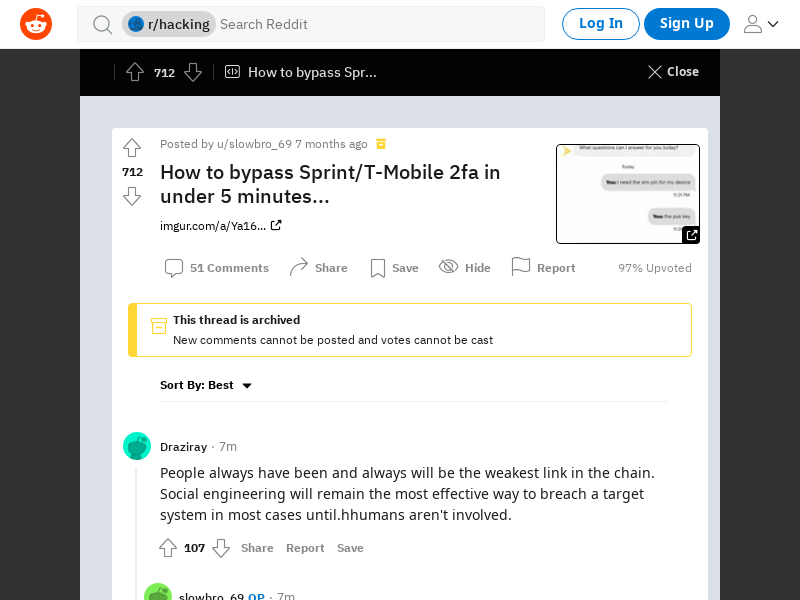 r/hacking Search Reddit Log In Sign Up
712 How to bypass Spr... Close
Posted by u/slowbro_69 7 months ago
712
How to bypass Sprint/T-Mobile 2fa in
under 5 minutes...
imgur.com/a/Ya16...
What questions can I answer for you today?
Today
You: I need the sim pin for my device
11:31 PM
You: the puk key
51 Comments Share Save Hide Report 97% Upvoted
This thread is archived
New comments cannot be posted and votes cannot be cast
Sort By: Best
Draziray · 7m
People always have been and always will be the weakest link in the chain.
Social engineering will remain the most effective way to breach a target
system in most cases until.hhumans aren't involved.
107 Share Report Save
slowbro_69 OP · 7m